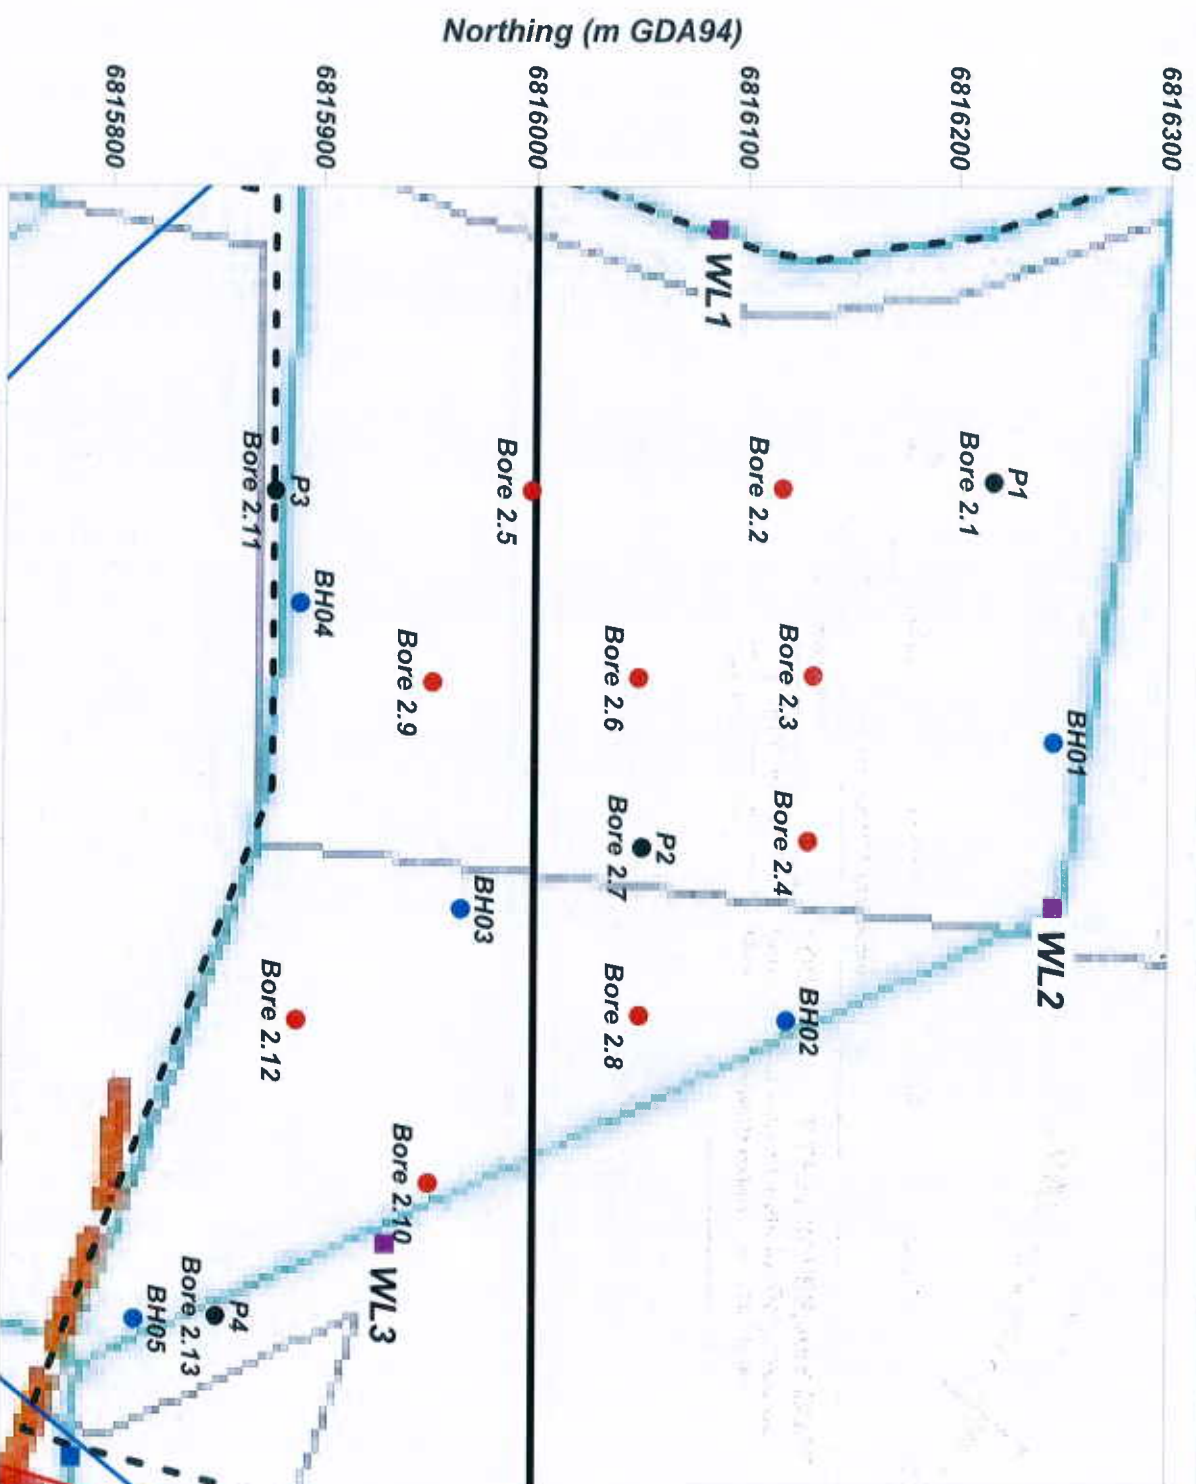 Northing (m GDA94)
6815800
6815900
6816000
6816100
6816200
6816300
WL1
P1
Bore 2.1
Bore 2.2
Bore 2.5
P3
Bore 2.11
BH04
Bore 2.3
Bore 2.6
Bore 2.9
BH01
Bore 2.4
P2
Bore 2.7
BH03
WL2
BH02
Bore 2.8
Bore 2.12
Bore 2.10
WL3
P4
Bore 2.13
BH05